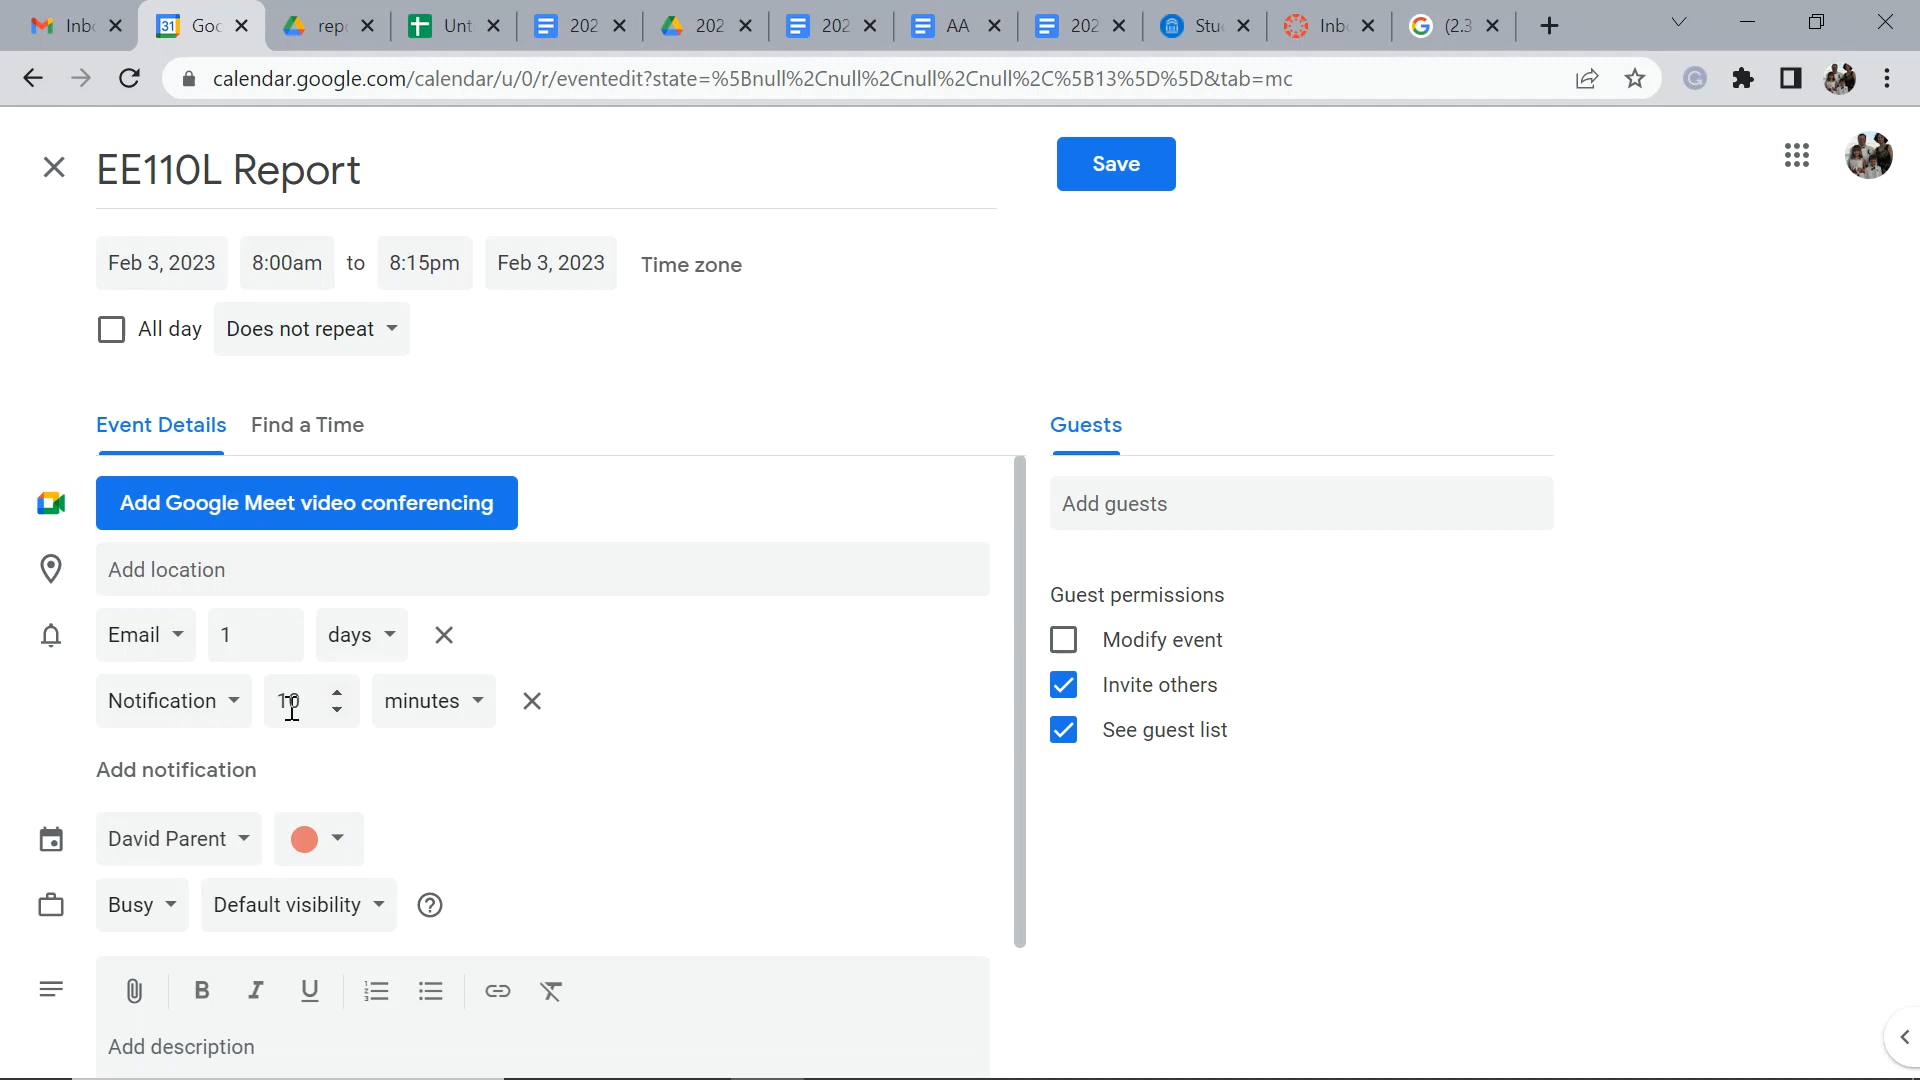 Inb
Goc
rep
Unt
202
202
202
AA
202
Stu
Inb
(2.3
calendar.google.com/calendar/u/0/r/eventedit?state=%5Bnull%2Cnull%2Cnull%2Cnull%2C%5B13%5D%5D&tab=mc
EE110L Report
Save
Feb 3, 2023 8:00am to 8:15pm Feb 3, 2023 Time zone
All day Does not repeat
Event Details Find a Time
Guests
Add Google Meet video conferencing
Add guests
Add location
Guest permissions
Email 1 days
Modify event
Invite others
Notification 10 minutes
See guest list
Add notification
David Parent
Busy Default visibility
B I U
Add description